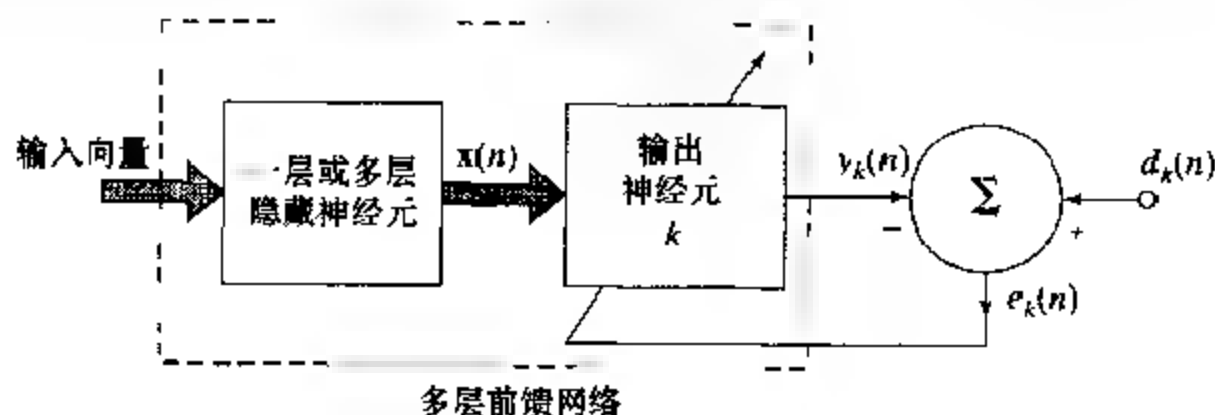 输入向量
一层或多层
隐藏神经元
x(n)
输出
神经元
k
y_k(n)
−
Σ
+
d_k(n)
e_k(n)
多层前馈网络